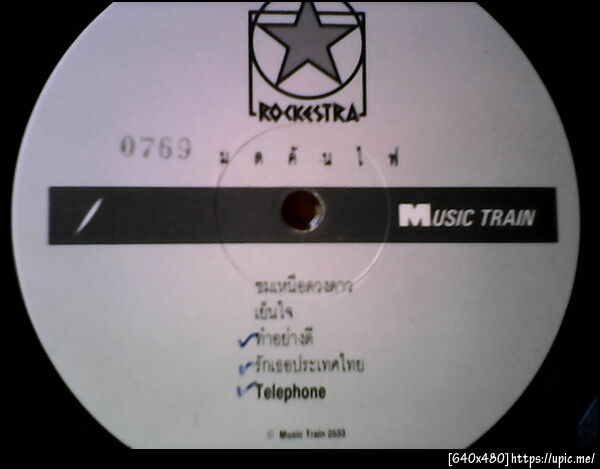 ROCKESTRA
0769 มดคันไฟ
MUSIC TRAIN
ชมเหนือดวงดาว
เย็นใจ
ทำอย่างดี
รักเธอประเทศไทย
Telephone
© Music Train 2533
[640x480]https://upic.me/